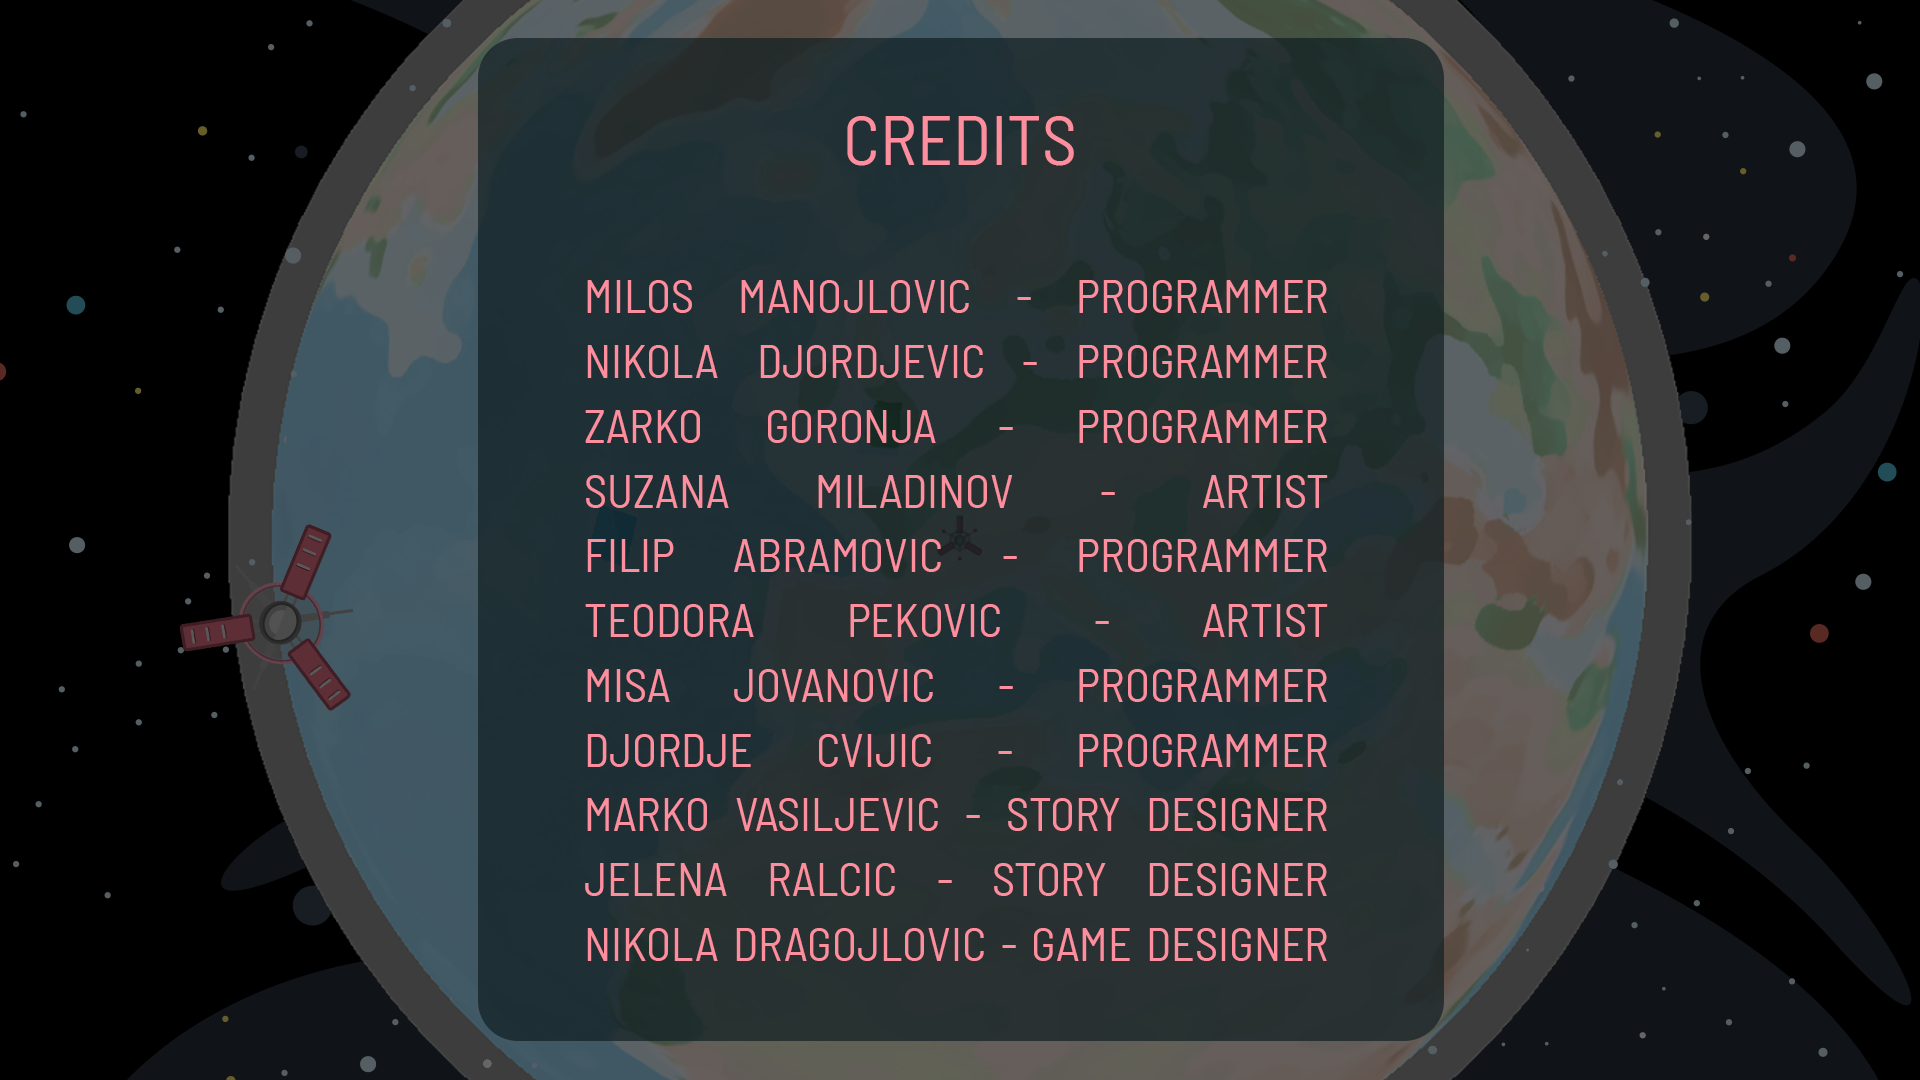 CREDITS
MILOS MANOJLOVIC - PROGRAMMER
NIKOLA DJORDJEVIC - PROGRAMMER
ZARKO GORONJA - PROGRAMMER
SUZANA MILADINOV - ARTIST
FILIP ABRAMOVIC - PROGRAMMER
TEODORA PEKOVIC - ARTIST
MISA JOVANOVIC - PROGRAMMER
DJORDJE CVIJIC - PROGRAMMER
MARKO VASILJEVIC - STORY DESIGNER
JELENA RALCIC - STORY DESIGNER
NIKOLA DRAGOJLOVIC - GAME DESIGNER